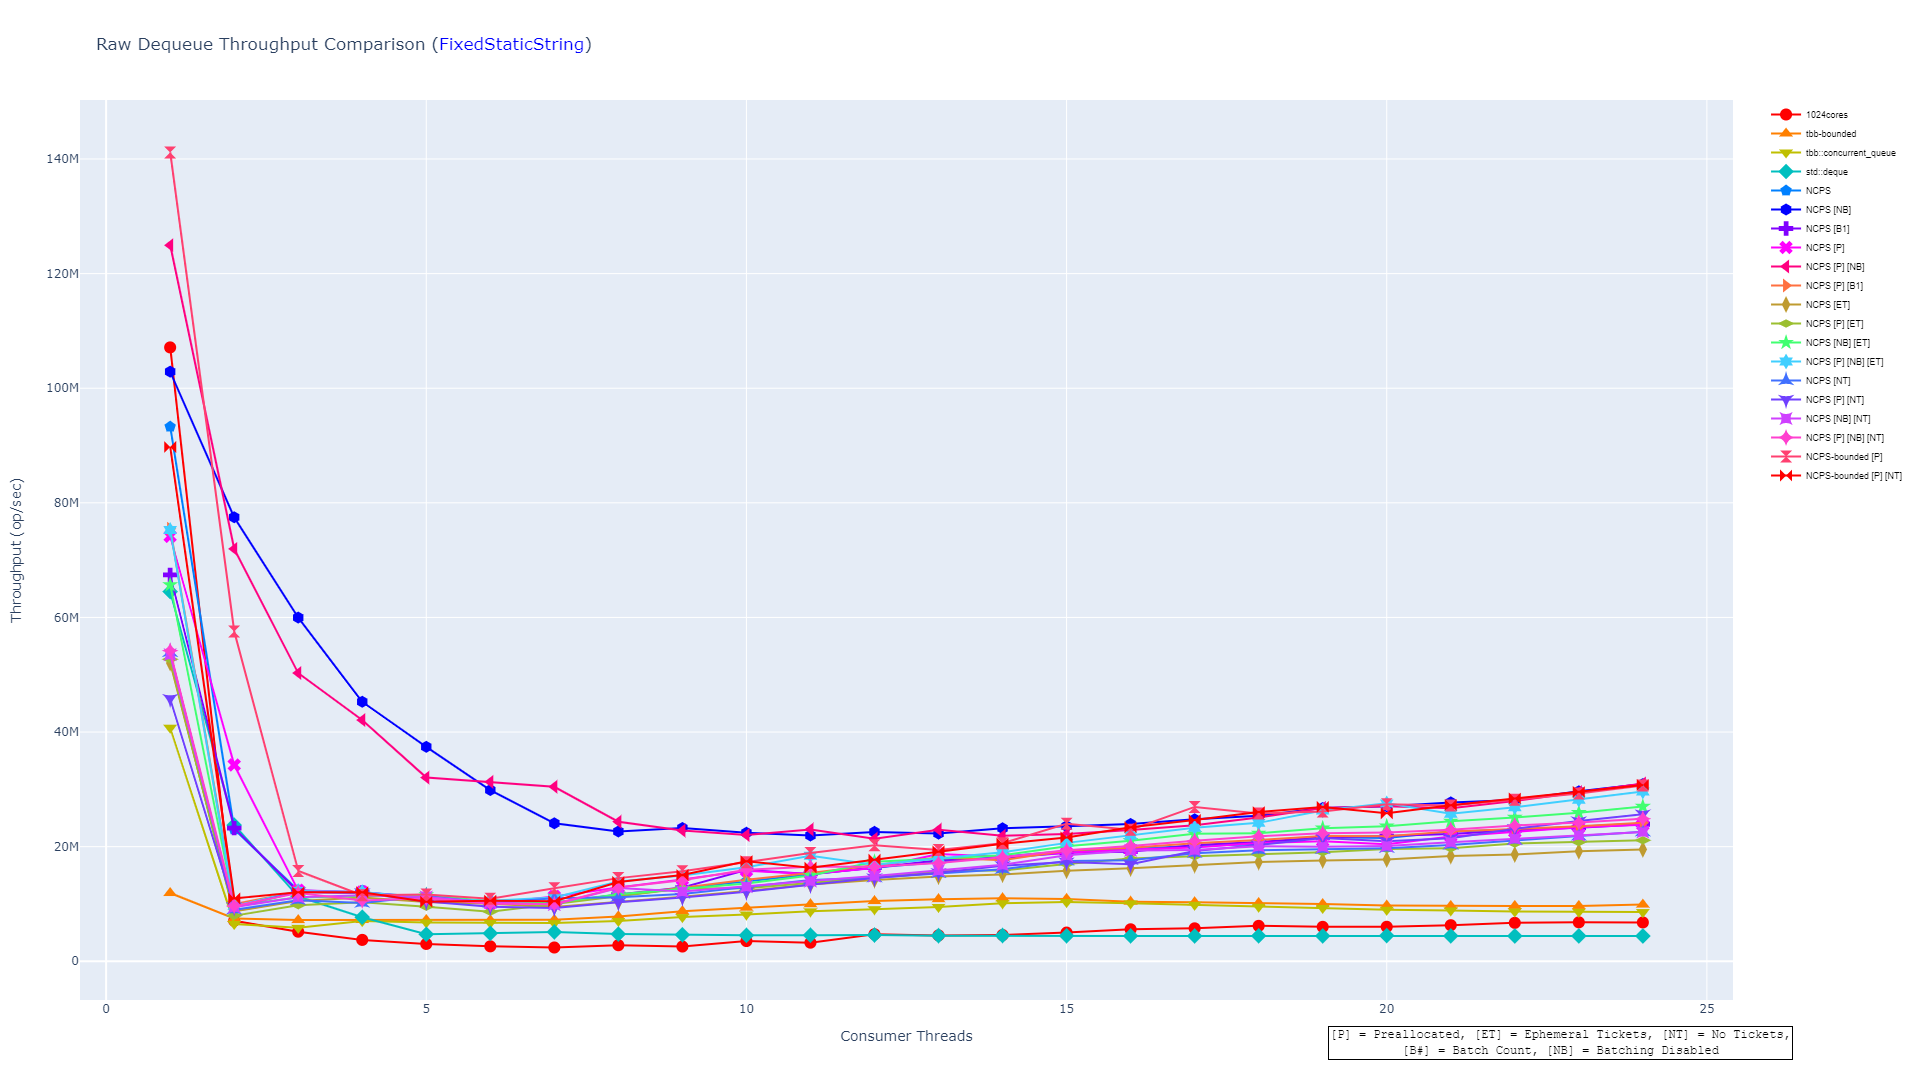 Raw Dequeue Throughput Comparison (FixedStaticString)
140M
120M
100M
80M
60M
40M
20M
0
Throughput (op/sec)
0
5
10
15
20
25
Consumer Threads
1024cores
tbb-bounded
tbb::concurrent_queue
std::deque
NCPS
NCPS [NB]
NCPS [B1]
NCPS [P]
NCPS [P] [NB]
NCPS [P] [B1]
NCPS [ET]
NCPS [P] [ET]
NCPS [NB] [ET]
NCPS [P] [NB] [ET]
NCPS [NT]
NCPS [P] [NT]
NCPS [NB] [NT]
NCPS [P] [NB] [NT]
NCPS-bounded [P]
NCPS-bounded [P] [NT]
[P] = Preallocated, [ET] = Ephemeral Tickets, [NT] = No Tickets,
[B#] = Batch Count, [NB] = Batching Disabled